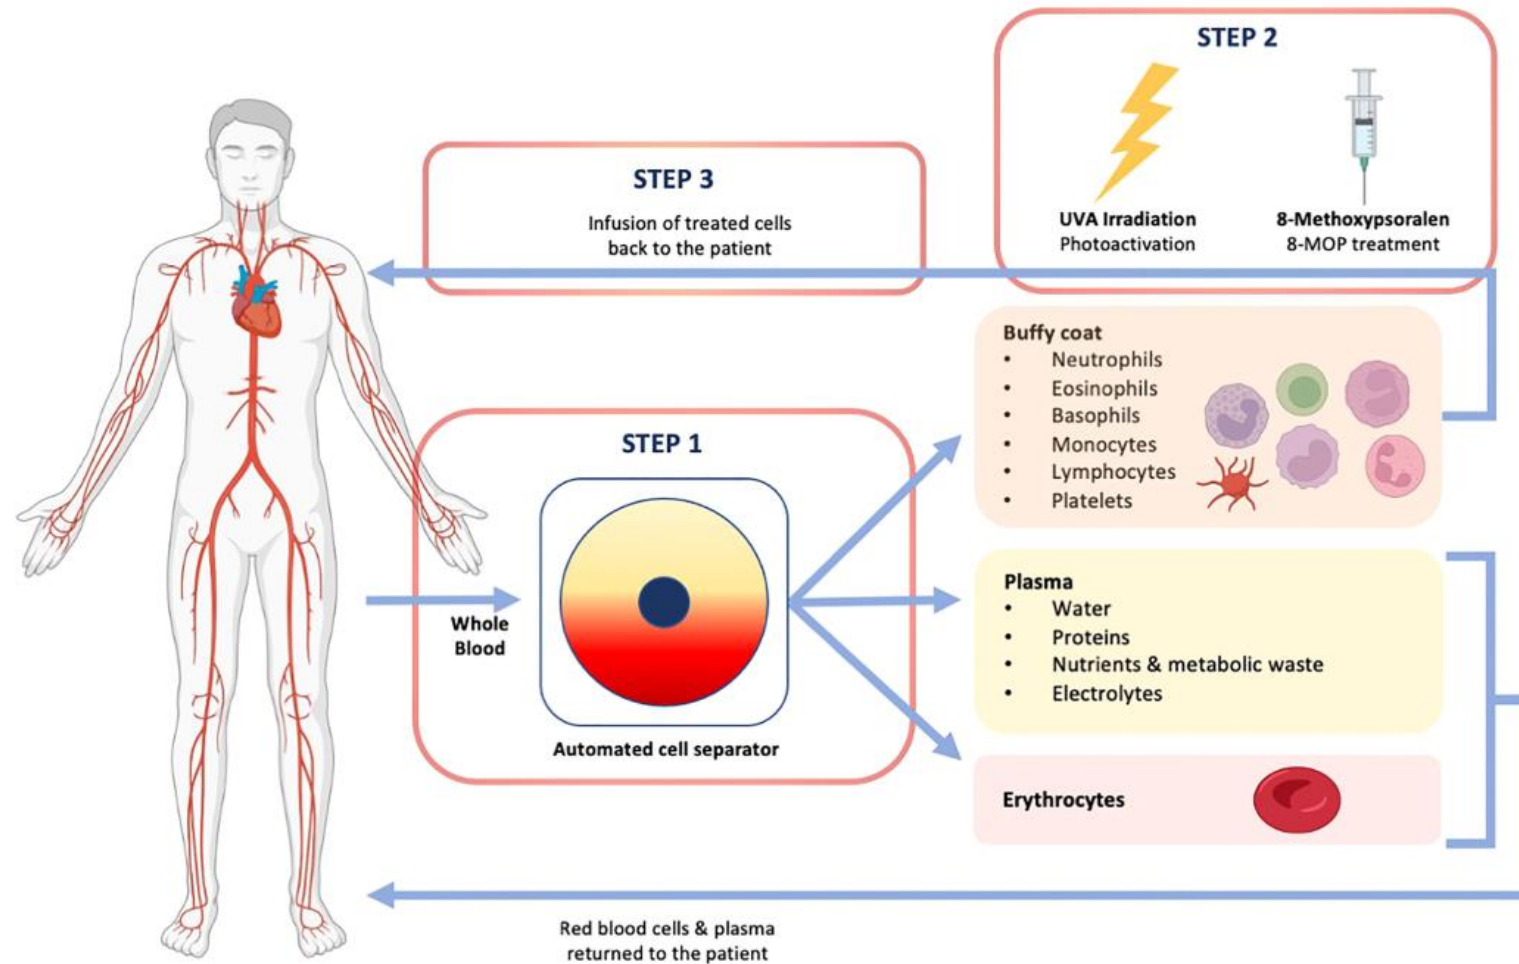 STEP 2
UVA Irradiation
Photoactivation
8-Methoxypsoralen
8-MOP treatment
STEP 3
Infusion of treated cells
back to the patient
STEP 1
Whole
Blood
Automated cell separator
Buffy coat
• Neutrophils
• Eosinophils
• Basophils
• Monocytes
• Lymphocytes
• Platelets
Plasma
• Water
• Proteins
• Nutrients & metabolic waste
• Electrolytes
Erythrocytes
Red blood cells & plasma
returned to the patient